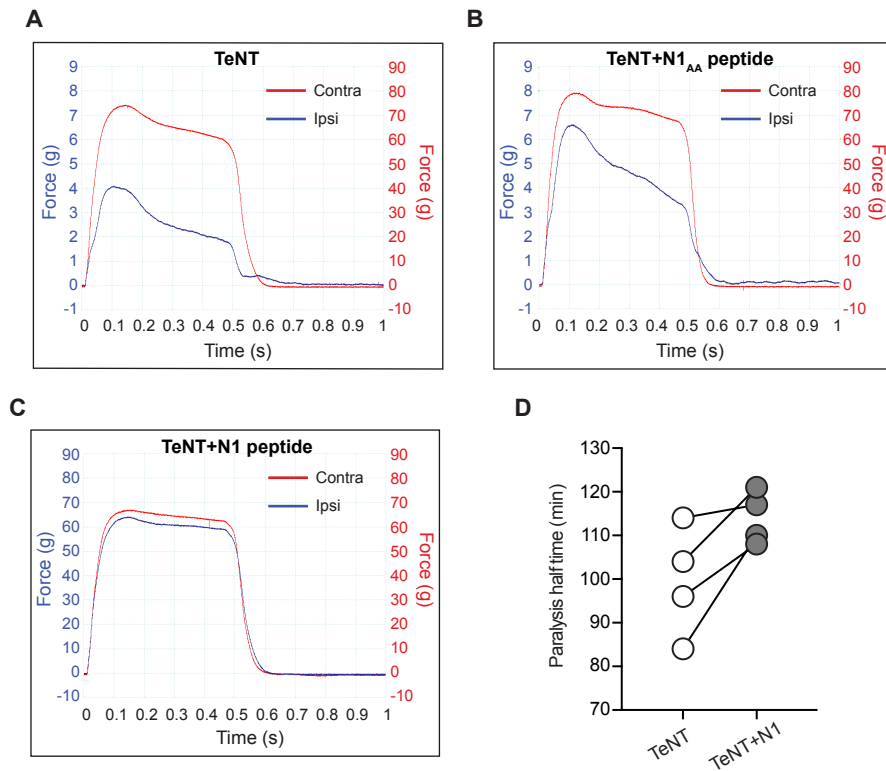 A
TeNT
Force (g)
9
8
7
6
5
4
3
2
1
0
-1
Contra
Ipsi
90
80
70
60
50
40
30
20
10
0
-10
Force (g)
0 0.1 0.2 0.3 0.4 0.5 0.6 0.7 0.8 0.9 1
Time (s)
B
TeNT+N1AA peptide
Force (g)
9
8
7
6
5
4
3
2
1
0
-1
Contra
Ipsi
90
80
70
60
50
40
30
20
10
0
-10
Force (g)
0 0.1 0.2 0.3 0.4 0.5 0.6 0.7 0.8 0.9 1
Time (s)
C
TeNT+N1 peptide
Force (g)
90
80
70
60
50
40
30
20
10
0
-10
Contra
Ipsi
90
80
70
60
50
40
30
20
10
0
-10
Force (g)
0 0.1 0.2 0.3 0.4 0.5 0.6 0.7 0.8 0.9 1
Time (s)
D
Paralysis half time (min)
130
120
110
100
90
80
70
TeNT
TeNT+N1